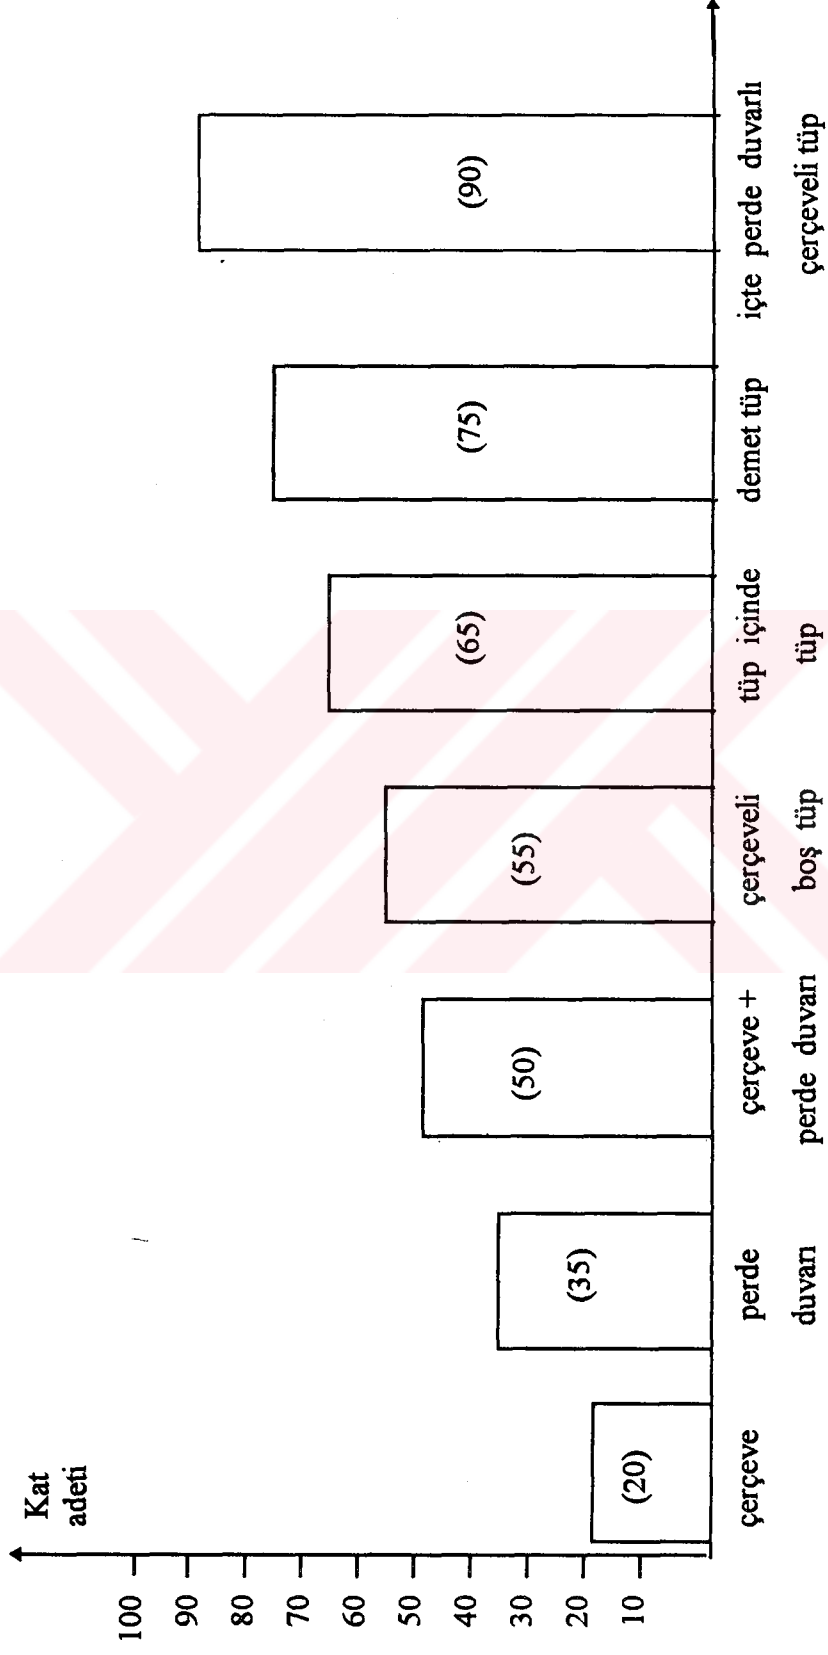 Kat
adeti
100
90
80
70
60
50
40
30
20
10
(20)
(35)
(50)
(55)
(65)
(75)
(90)
çerçeve
perde
duvarı
çerçeve +
perde duvarı
çerçeveli
boş tüp
tüp içinde
tüp
demet tüp
içte perde duvarlı
çerçeveli tüp